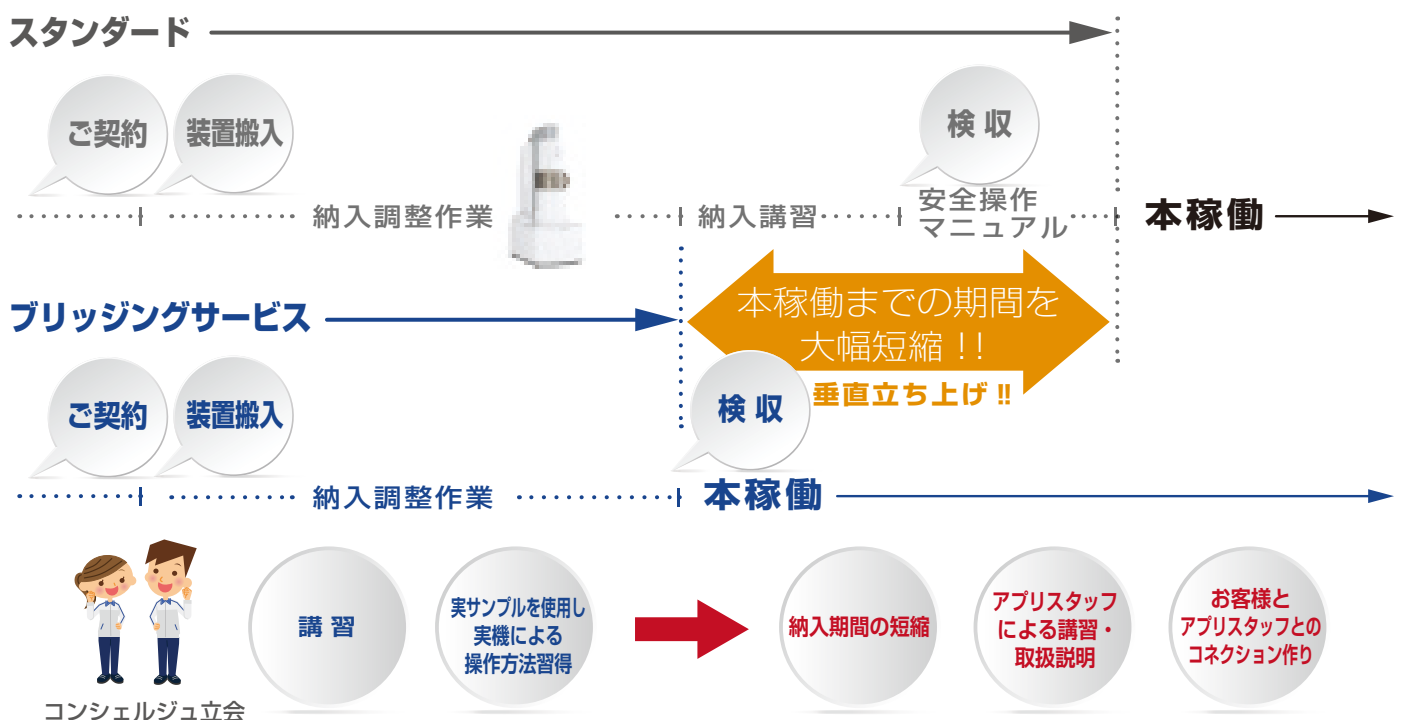 スタンダード
ご契約
装置搬入
検収
納入調整作業
納入講習
安全操作
マニュアル
本稼働
本稼働までの期間を
大幅短縮!!
垂直立ち上げ!!
ブリッジングサービス
ご契約
装置搬入
検収
納入調整作業
本稼働
講習
実サンプルを使用し
実機による
操作方法習得
納入期間の短縮
アプリスタッフ
による講習・
取扱説明
お客様と
アプリスタッフとの
コネクション作り
コンシェルジュ立会